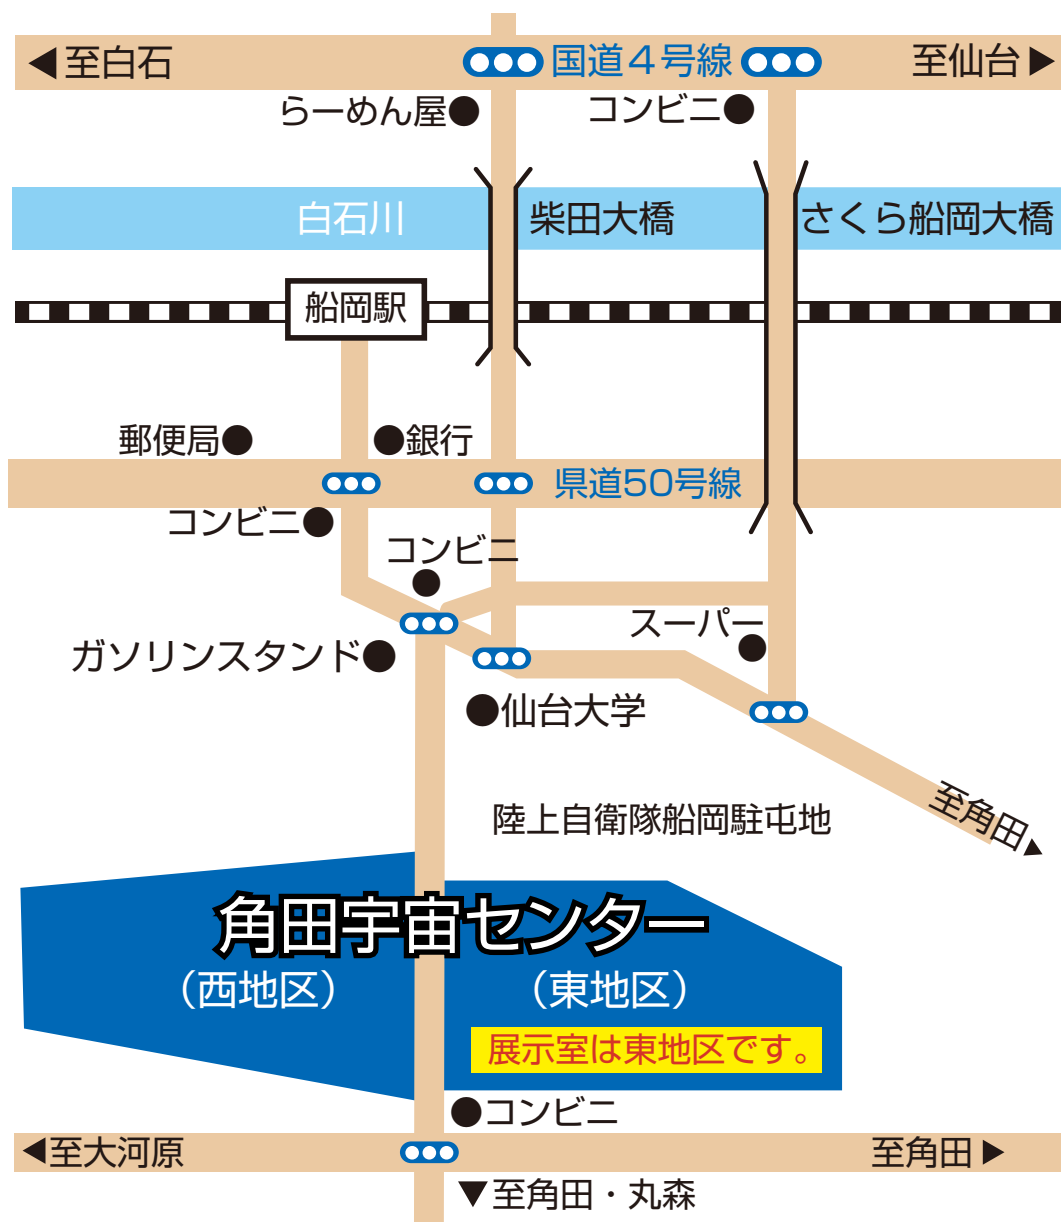 ◀至白石
国道４号線
至仙台▶
らーめん屋●
コンビニ●
白石川
柴田大橋
さくら船岡大橋
船岡駅
郵便局●
●銀行
県道50号線
コンビニ●
コンビニ
●
スーパー
●
ガソリンスタンド●
●仙台大学
至角田▶
陸上自衛隊船岡駐屯地
角田宇宙センター
（西地区）
（東地区）
展示室は東地区です。
●コンビニ
◀至大河原
至角田▶
▼至角田・丸森